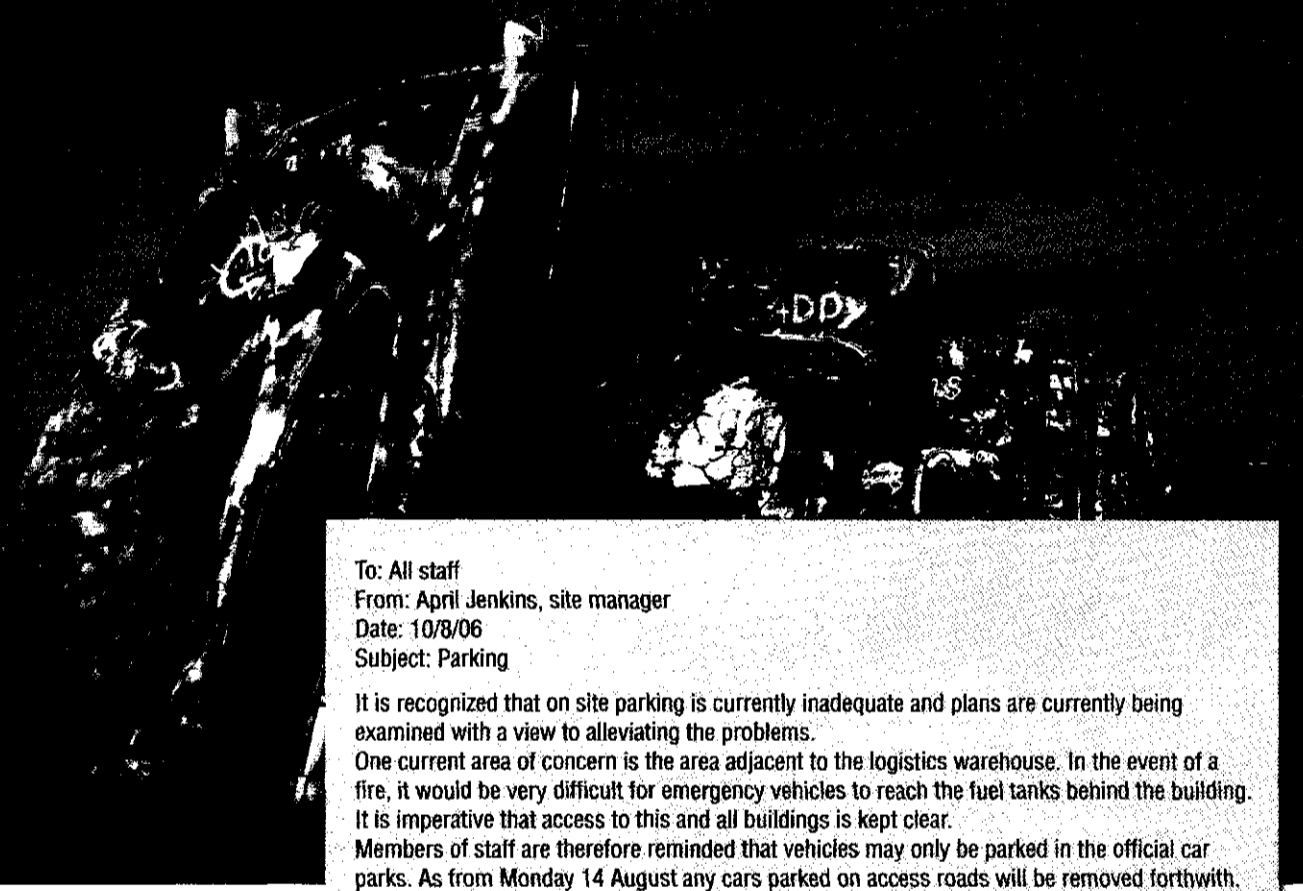 To: All staff
From: April Jenkins, site manager
Date: 10/8/06
Subject: Parking
It is recognized that on site parking is currently inadequate and plans are currently being
examined with a view to alleviating the problems.
One current area of concern is the area adjacent to the logistics warehouse. In the event of a
fire, it would be very difficult for emergency vehicles to reach the fuel tanks behind the building.
It is imperative that access to this and all buildings is kept clear.
Members of staff are therefore reminded that vehicles may only be parked in the official car
parks. As from Monday 14 August any cars parked on access roads will be removed forthwith.